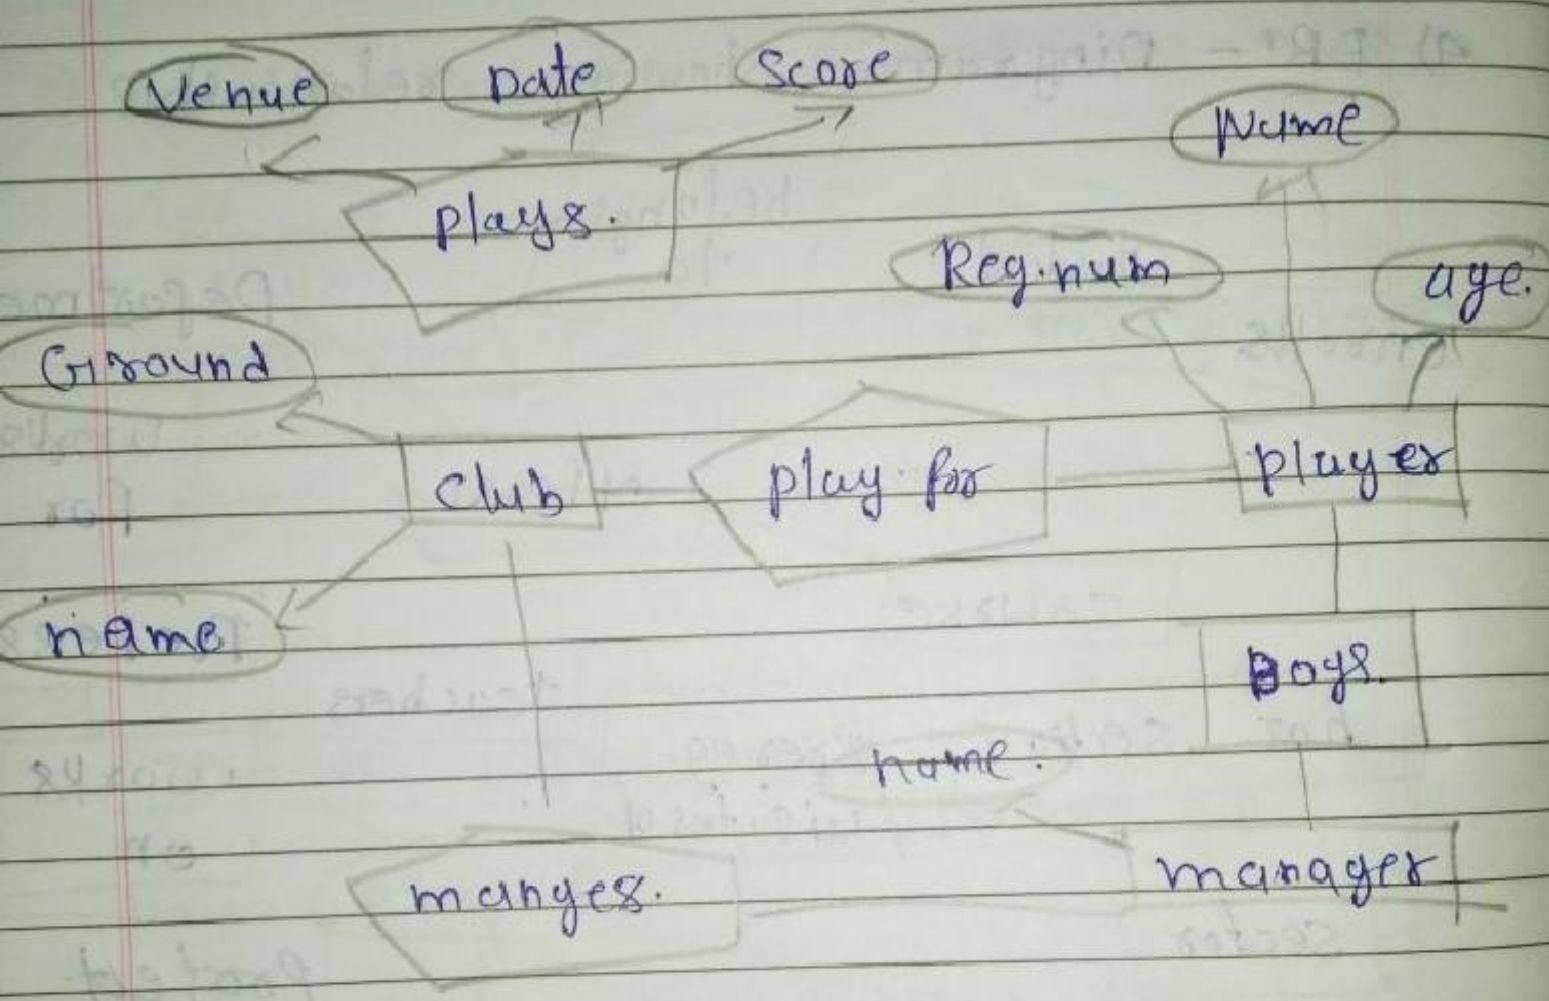 Venue Date Score
Name
plays.
Reg.num age.
Ground
Club play for player
name
Boys.
name.
manager
manges.